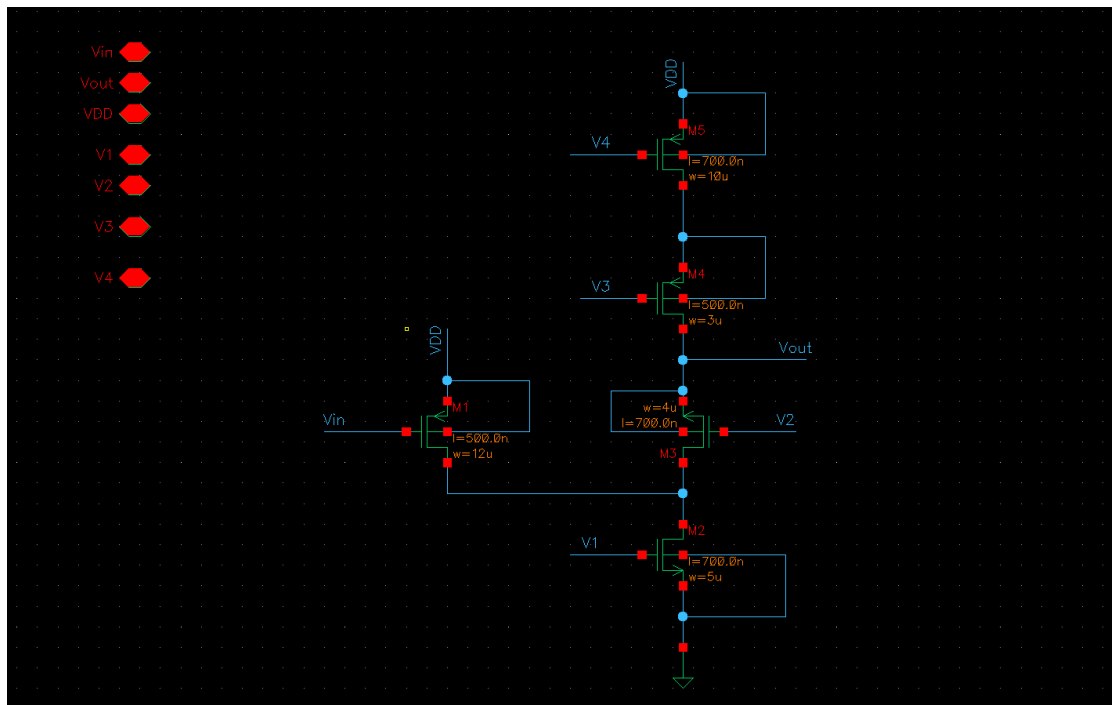 Vin
Vout
VDD
V1
V2
V3
V4
VDD
M5
V4
l=700.0n
w=10u
M4
V3
l=500.0n
w=3u
Vout
VDD
M1
Vin
l=500.0n
w=12u
w=4u
l=700.0n
V2
M3
M2
V1
l=700.0n
w=5u